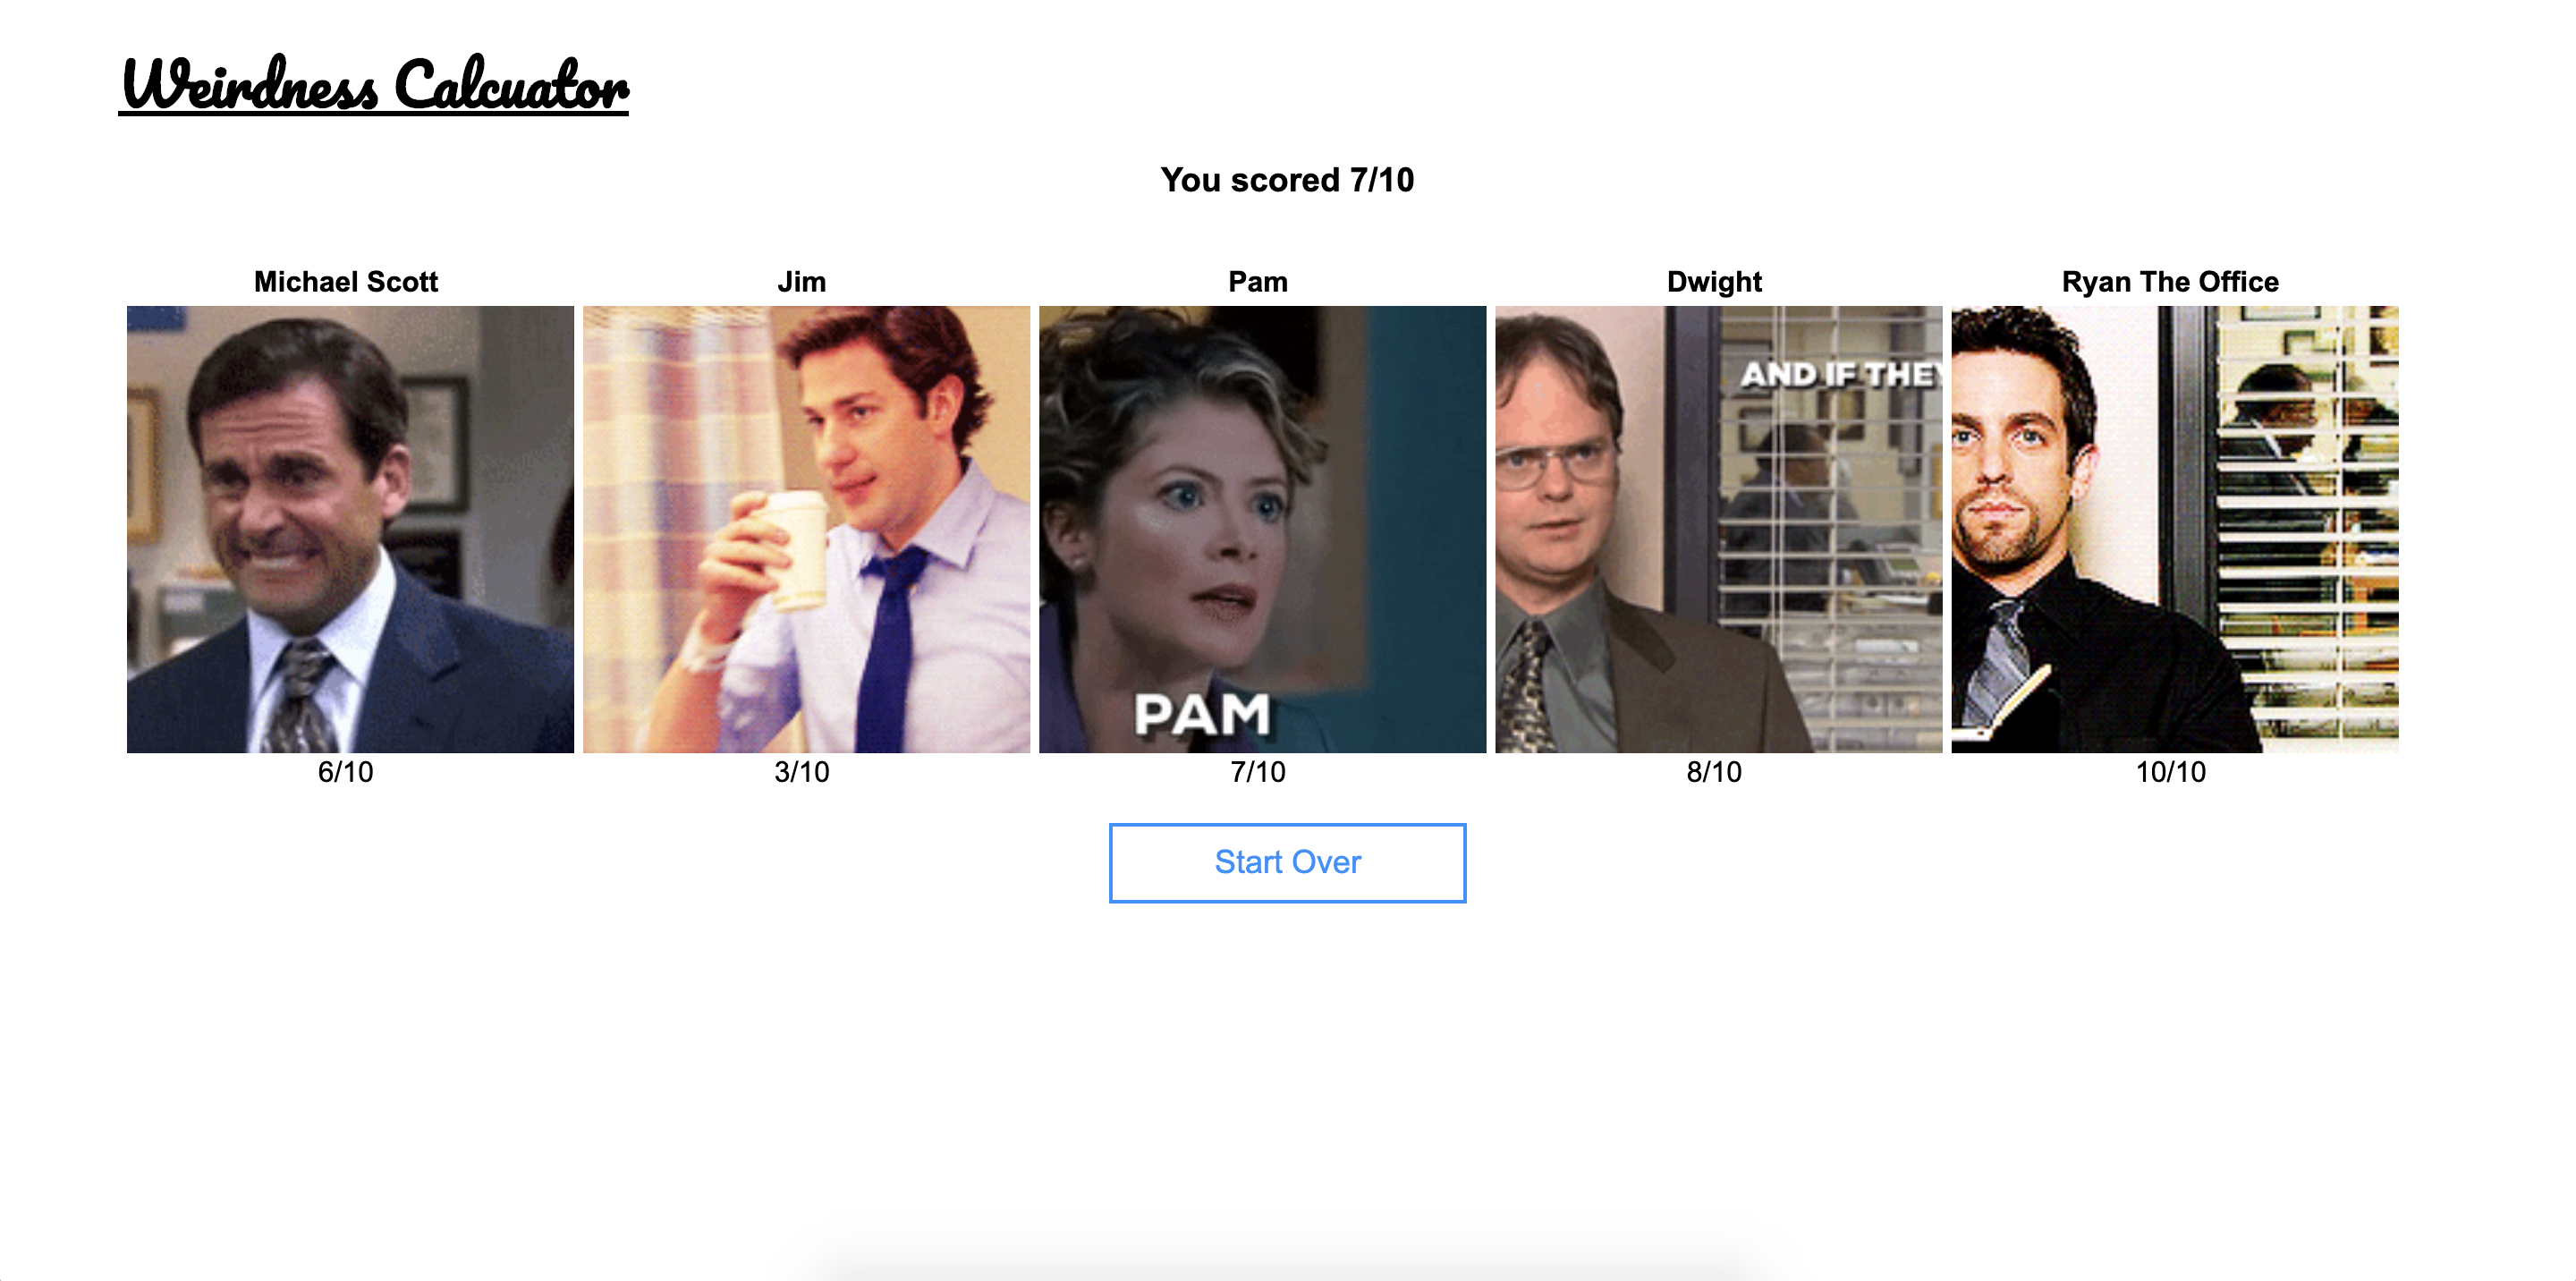 Weirdness Calcuator
You scored 7/10
Michael Scott Jim Pam Dwight Ryan The Office
AND IF THEY
PAM
6/10 3/10 7/10 8/10 10/10
Start Over